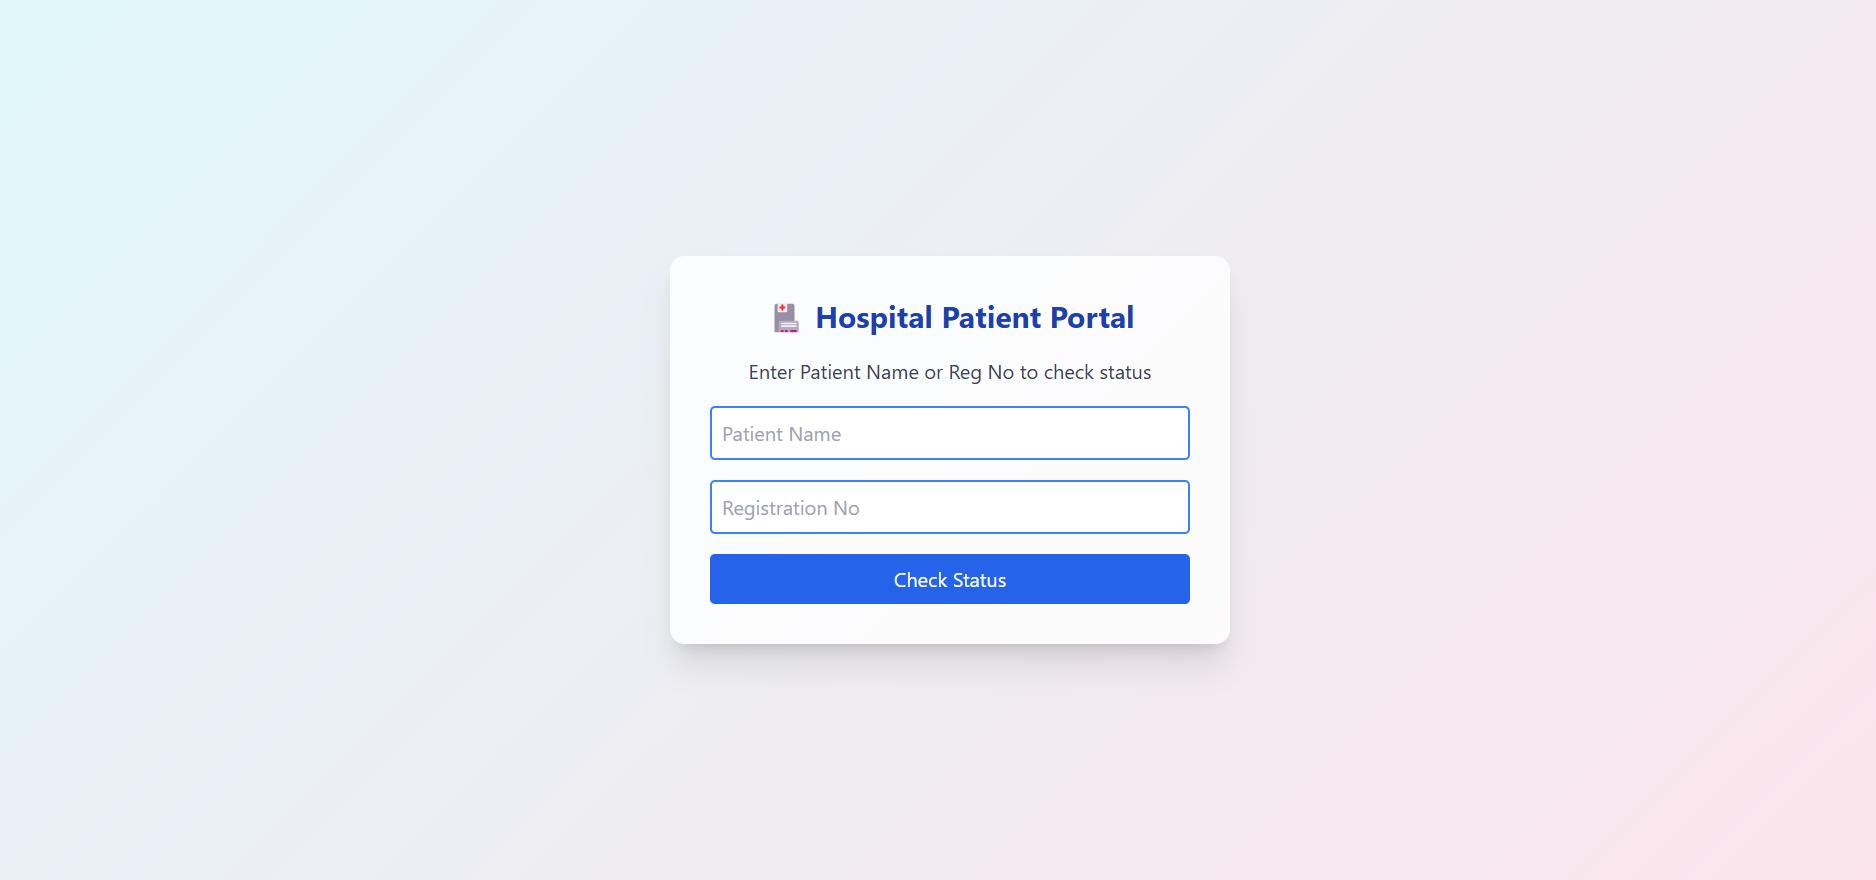 Hospital Patient Portal
Enter Patient Name or Reg No to check status
Patient Name
Registration No
Check Status